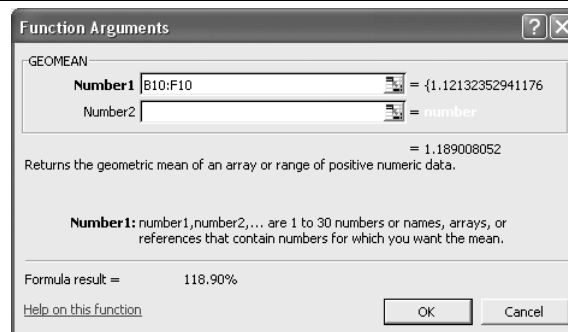 Function Arguments
GEOMEAN
Number1 B10:F10 = {1.12132352941176
Number2 = number
= 1.189008052
Returns the geometric mean of an array or range of positive numeric data.
Number1: number1,number2,... are 1 to 30 numbers or names, arrays, or
references that contain numbers for which you want the mean.
Formula result = 118.90%
Help on this function OK Cancel